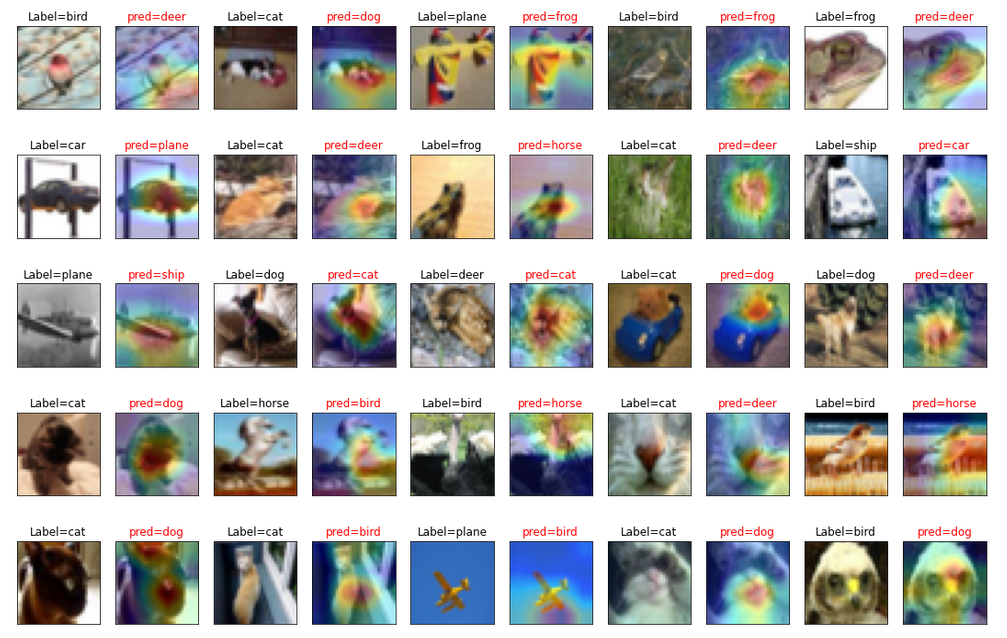 Label=bird pred=deer Label=cat pred=dog Label=plane pred=frog Label=bird pred=frog Label=frog pred=deer
Label=car pred=plane Label=cat pred=deer Label=frog pred=horse Label=cat pred=deer Label=ship pred=car
Label=plane pred=ship Label=dog pred=cat Label=deer pred=cat Label=cat pred=dog Label=dog pred=deer
Label=cat pred=dog Label=horse pred=bird Label=bird pred=horse Label=cat pred=deer Label=bird pred=horse
Label=cat pred=dog Label=cat pred=bird Label=plane pred=bird Label=cat pred=dog Label=bird pred=dog